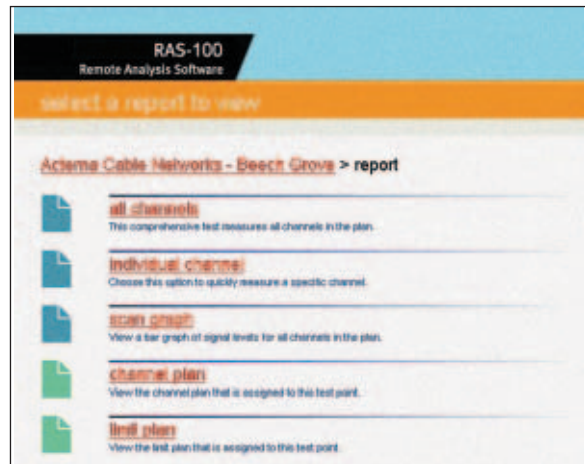 RAS-100
Remote Analysis Software
select a report to view
Acterna Cable Networks - Beech Grove > report
all channels
This comprehensive test measures all channels in the plan.
individual channel
Choose this option to quickly measure a specific channel.
scan graph
View a bar graph of signal levels for all channels in the plan.
channel plan
View the channel plan that is assigned to this test point.
limit plan
View the limit plan that is assigned to this test point.